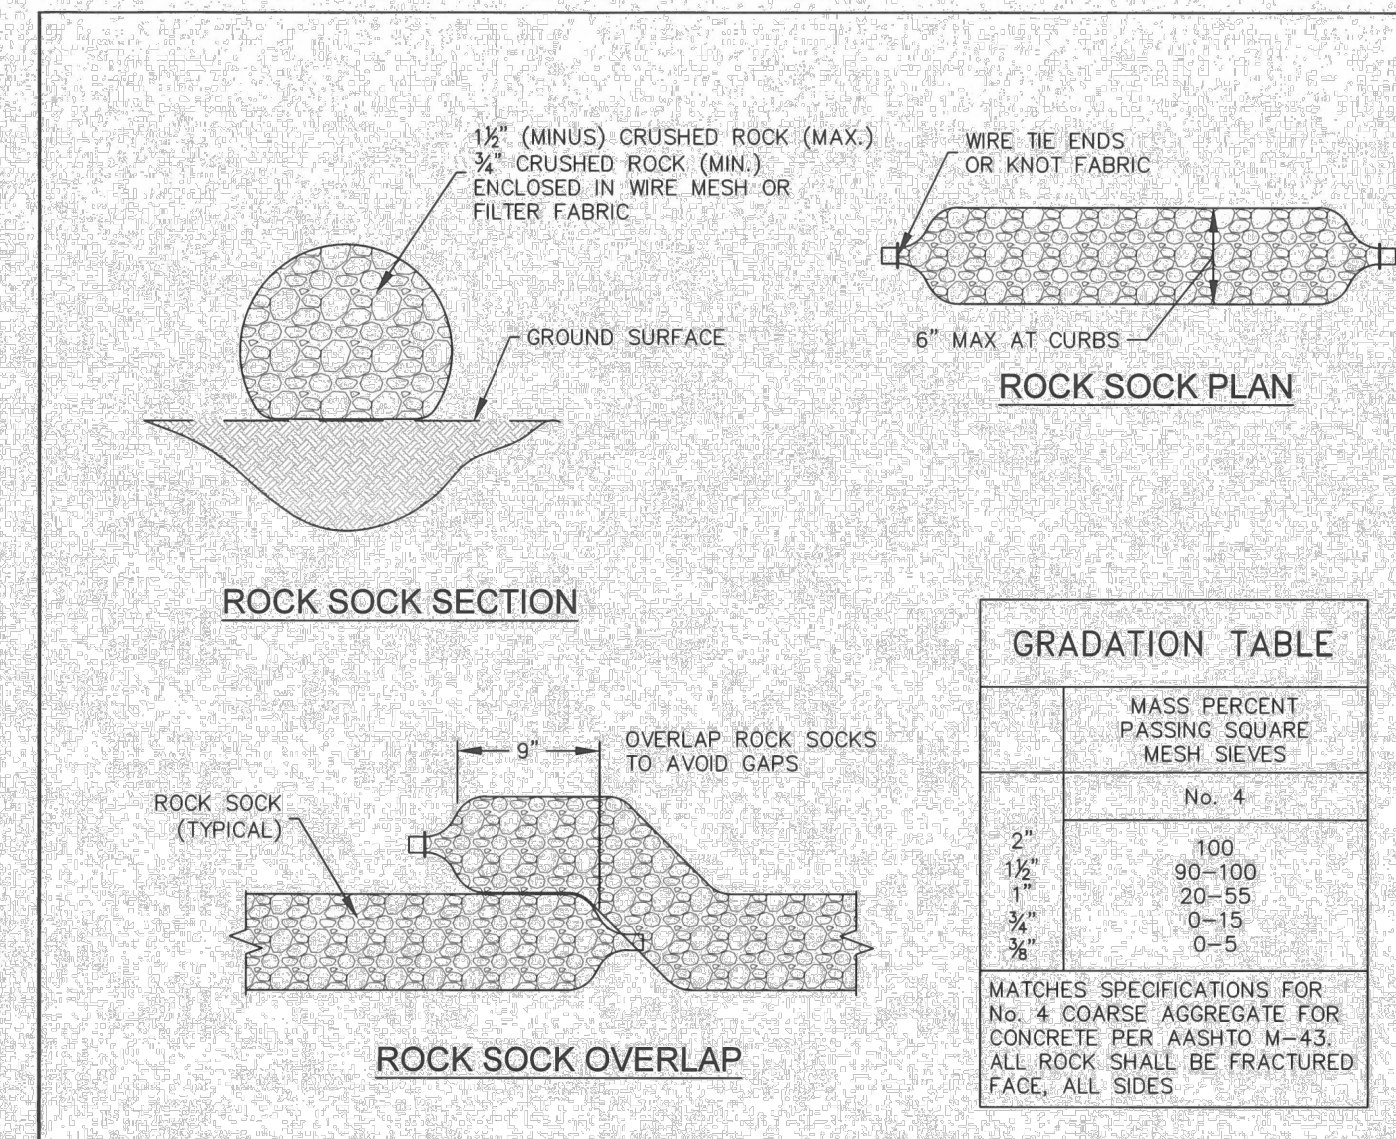 1½" (MINUS) CRUSHED ROCK (MAX.)
¾" CRUSHED ROCK (MIN.)
ENCLOSED IN WIRE MESH OR
FILTER FABRIC
GROUND SURFACE
ROCK SOCK SECTION
WIRE TIE ENDS
OR KNOT FABRIC
6" MAX AT CURBS
ROCK SOCK PLAN
9"
OVERLAP ROCK SOCKS
TO AVOID GAPS
ROCK SOCK
(TYPICAL)
ROCK SOCK OVERLAP
GRADATION TABLE
MASS PERCENT
PASSING SQUARE
MESH SIEVES
No. 4
2" 100
1½" 90-100
1" 20-55
¾" 0-15
⅜" 0-5
MATCHES SPECIFICATIONS FOR
No. 4 COARSE AGGREGATE FOR
CONCRETE PER AASHTO M-43.
ALL ROCK SHALL BE FRACTURED
FACE, ALL SIDES